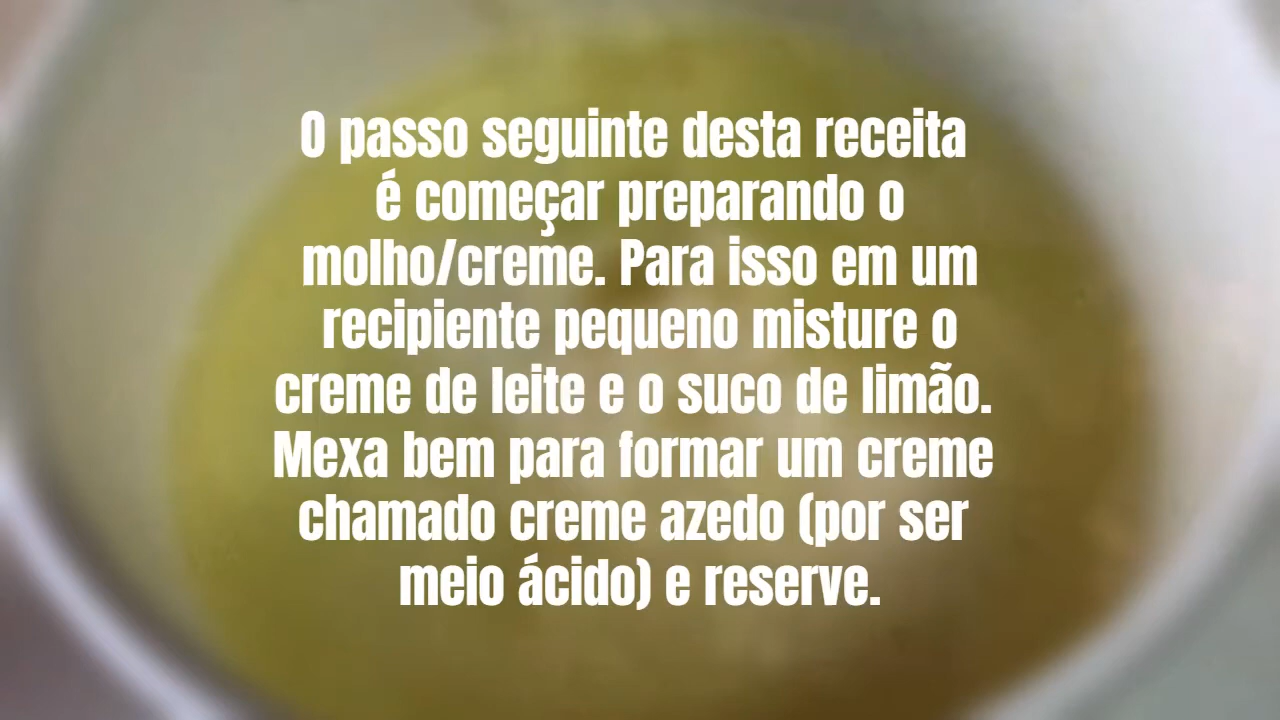 O passo seguinte desta receita
é começar preparando o
molho/creme. Para isso em um
recipiente pequeno misture o
creme de leite e o suco de limão.
Mexa bem para formar um creme
chamado creme azedo (por ser
meio ácido) e reserve.